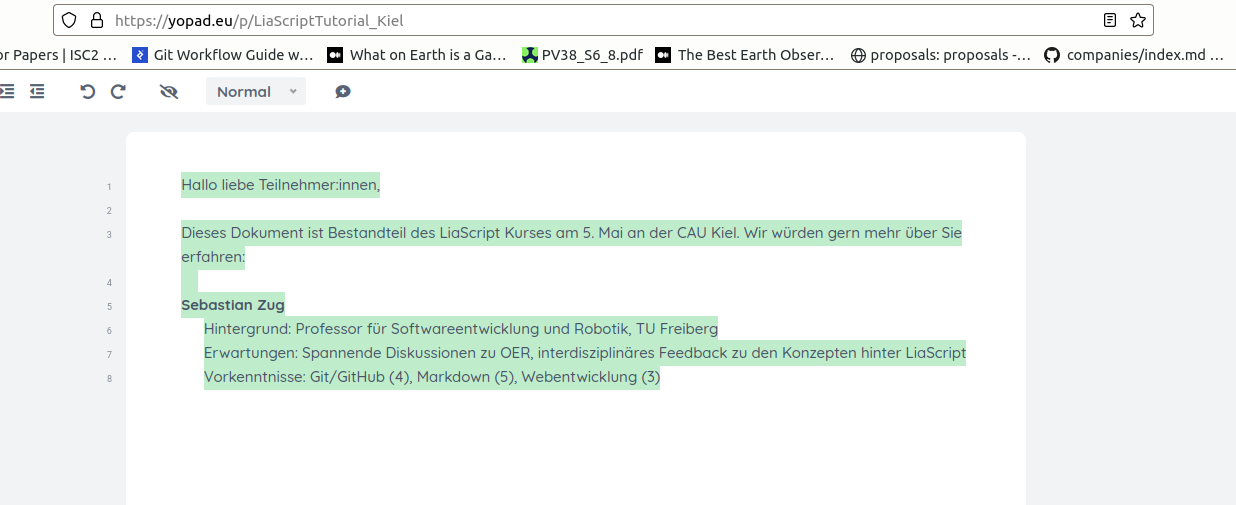 https://yopad.eu/p/LiaScriptTutorial_Kiel
or Papers | ISC2 ... Git Workflow Guide w... What on Earth is a Ga... PV38_S6_8.pdf The Best Earth Obser... proposals: proposals -... companies/index.md ...
Normal
1 Hallo liebe Teilnehmer:innen,
2
3 Dieses Dokument ist Bestandteil des LiaScript Kurses am 5. Mai an der CAU Kiel. Wir würden gern mehr über Sie
erfahren:
4
5 Sebastian Zug
6 Hintergrund: Professor für Softwareentwicklung und Robotik, TU Freiberg
7 Erwartungen: Spannende Diskussionen zu OER, interdisziplinäres Feedback zu den Konzepten hinter LiaScript
8 Vorkenntnisse: Git/GitHub (4), Markdown (5), Webentwicklung (3)